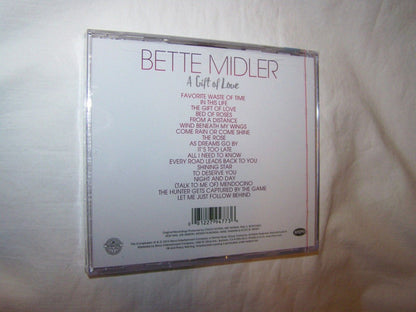 BETTE MIDLER
A Gift of Love
FAVORITE WASTE OF TIME
IN THIS LIFE
THE GIFT OF LOVE
BED OF ROSES
FROM A DISTANCE
WIND BENEATH MY WINGS
COME RAIN OR COME SHINE
THE ROSE
AS DREAMS GO BY
IT'S TOO LATE
ALL I NEED TO KNOW
EVERY ROAD LEADS BACK TO YOU
SHINING STAR
TO DESERVE YOU
NIGHT AND DAY
(TALK TO ME OF) MENDOCINO
THE HUNTER GETS CAPTURED BY THE GAME
LET ME JUST FOLLOW BEHIND